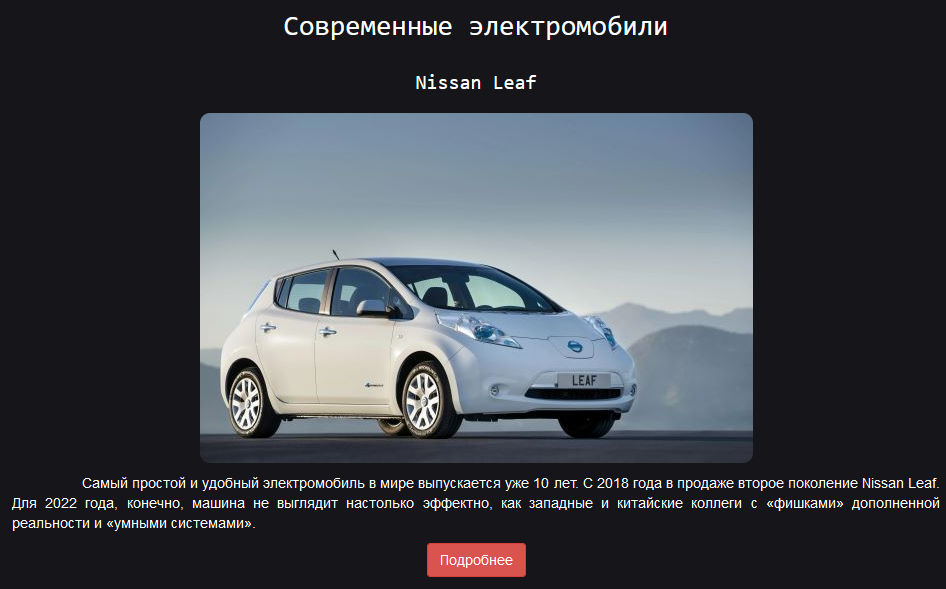 Современные электромобили
Nissan Leaf
LEAF
Самый простой и удобный электромобиль в мире выпускается уже 10 лет. С 2018 года в продаже второе поколение Nissan Leaf.
Для 2022 года, конечно, машина не выглядит настолько эффектно, как западные и китайские коллеги с «фишками» дополненной
реальности и «умными системами».
Подробнее